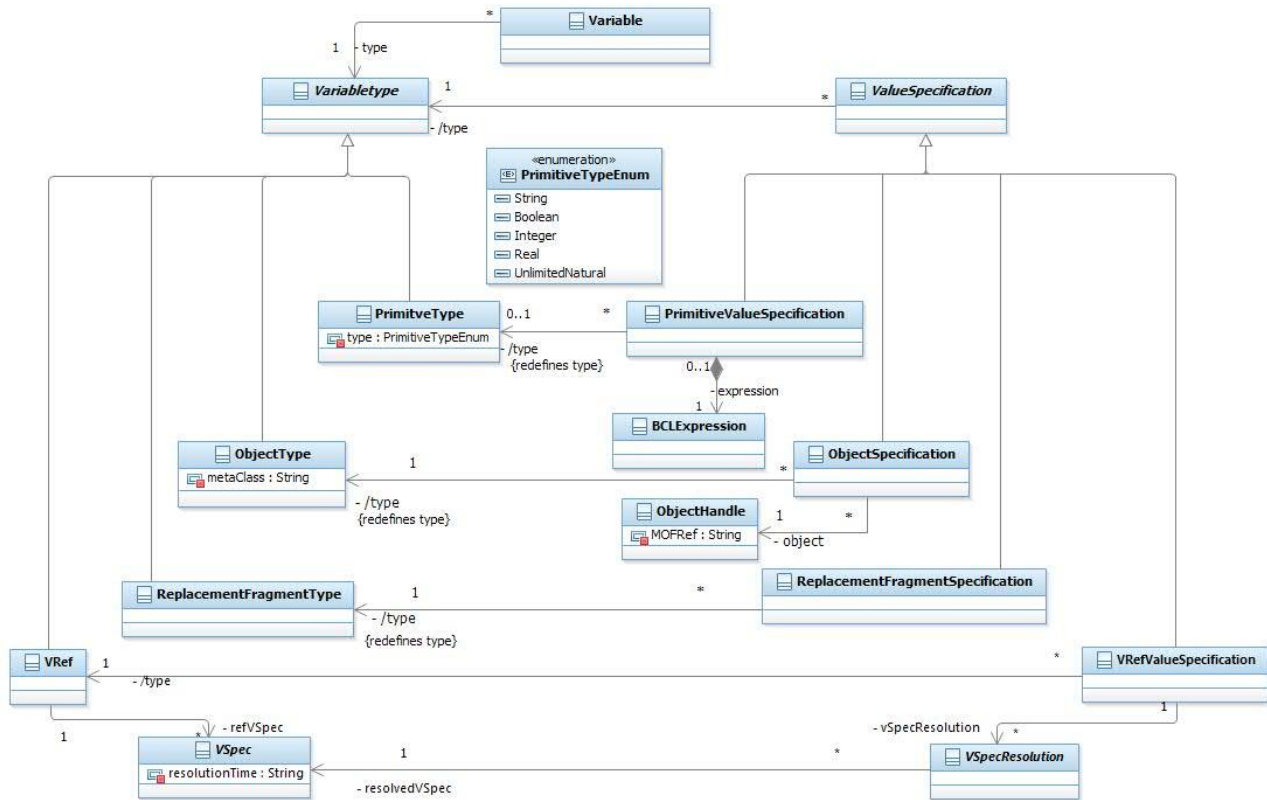 Variable
*
1
- type
Variabletype
ValueSpecification
1
*
- /type
«enumeration»
PrimitiveTypeEnum
String
Boolean
Integer
Real
UnlimitedNatural
PrimitveType
type : PrimitiveTypeEnum
0..1
*
- /type
{redefines type}
PrimitiveValueSpecification
0..1
- expression
1
BCLExpression
ObjectType
metaClass : String
1
*
- /type
{redefines type}
ObjectSpecification
ObjectHandle
MOFRef : String
1
*
- object
ReplacementFragmentType
1
*
- /type
{redefines type}
ReplacementFragmentSpecification
VRef
1
*
- /type
VRefValueSpecification
1
- refVSpec
*
1
- vSpecResolution
*
VSpec
resolutionTime : String
1
*
- resolvedVSpec
VSpecResolution